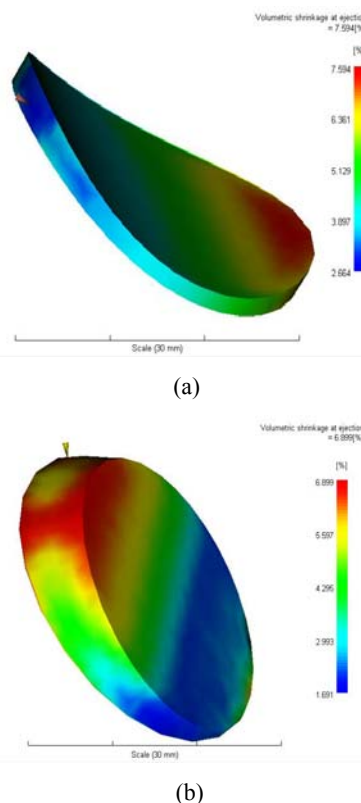 Volumetric shrinkage at ejection
= 7.594[%]
[%]
7.594
6.361
5.129
3.897
2.664
Scale (30 mm)
(a)
Volumetric shrinkage at ejection
= 6.899[%]
[%]
6.899
5.597
4.295
2.993
1.691
Scale (30 mm)
(b)